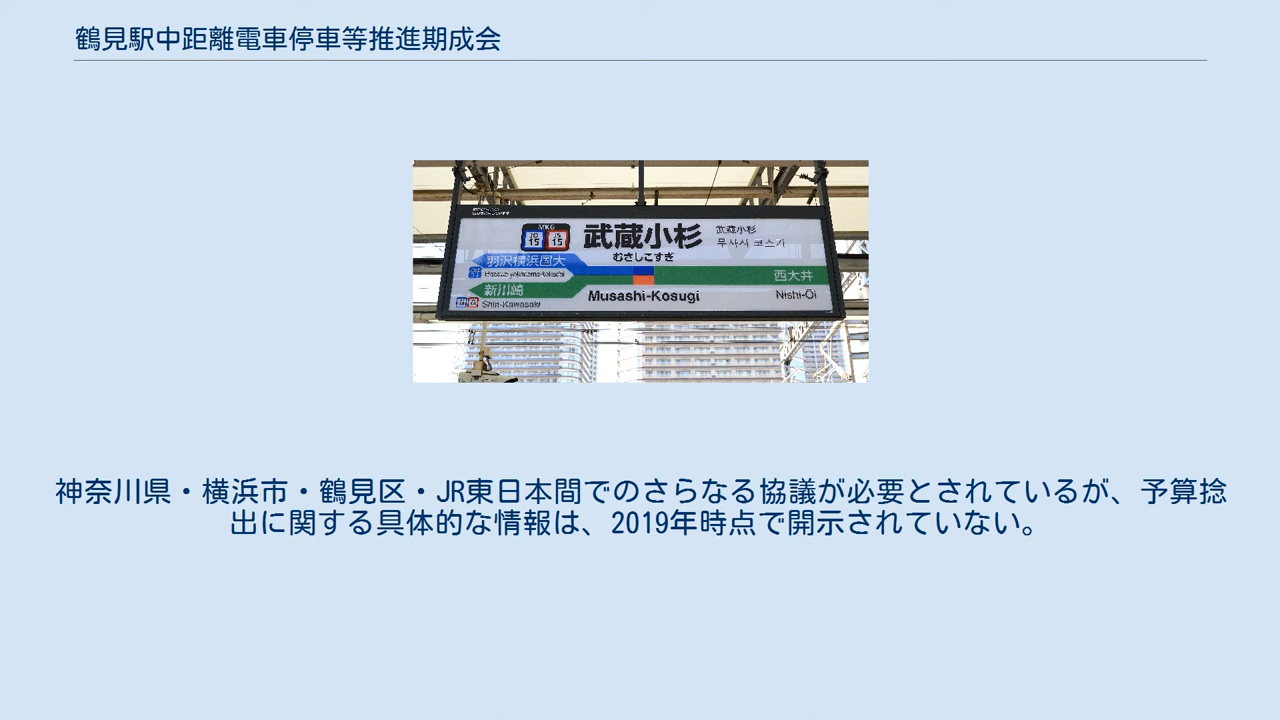 鶴見駅中距離電車停車等推進期成会
MKG
JO 15 JS 15
武蔵小杉
むさしこすぎ
武蔵小杉
무사시코스기
羽沢横浜国大
Hazawa yokohama-kokudai
新川崎
Shin-Kawasaki
Musashi-Kosugi
西大井
Nishi-Ōi
神奈川県・横浜市・鶴見区・JR東日本間でのさらなる協議が必要とされているが、予算捻
出に関する具体的な情報は、2019年時点で開示されていない。